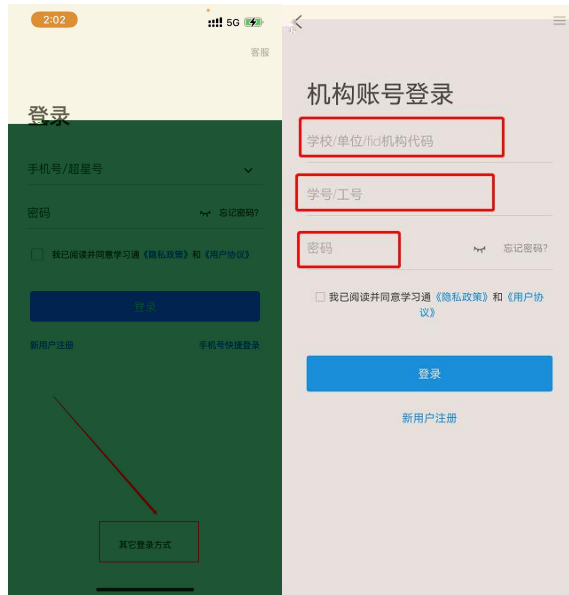 2:02
5G
客服
登录
手机号/超星号
密码
忘记密码?
我已阅读并同意学习通《隐私政策》和《用户协议》
登录
新用户注册
手机号快捷登录
其它登录方式
机构账号登录
学校/单位/fid机构代码
学号/工号
密码
忘记密码?
我已阅读并同意学习通《隐私政策》和《用户协
议》
登录
新用户注册